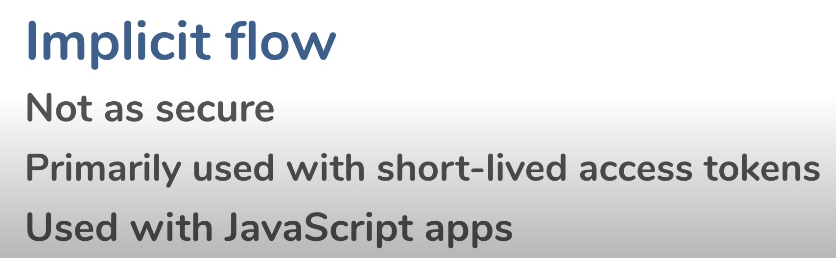 Implicit flow
Not as secure
Primarily used with short-lived access tokens
Used with JavaScript apps